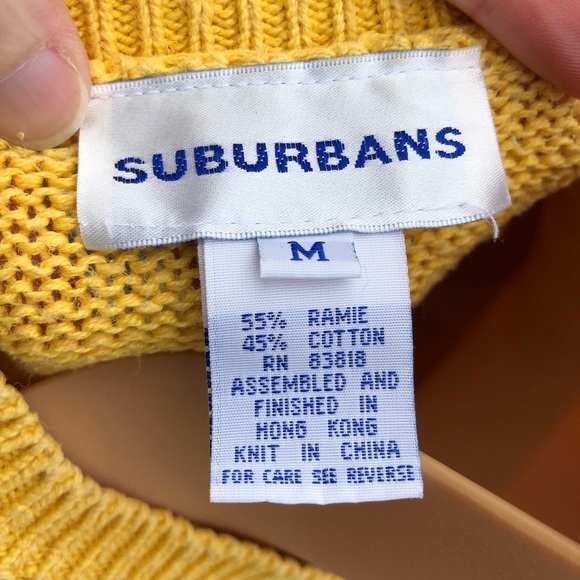 SUBURBANS
M
55% RAMIE
45% COTTON
RN 83818
ASSEMBLED AND
FINISHED IN
HONG KONG
KNIT IN CHINA
FOR CARE SEE REVERSE